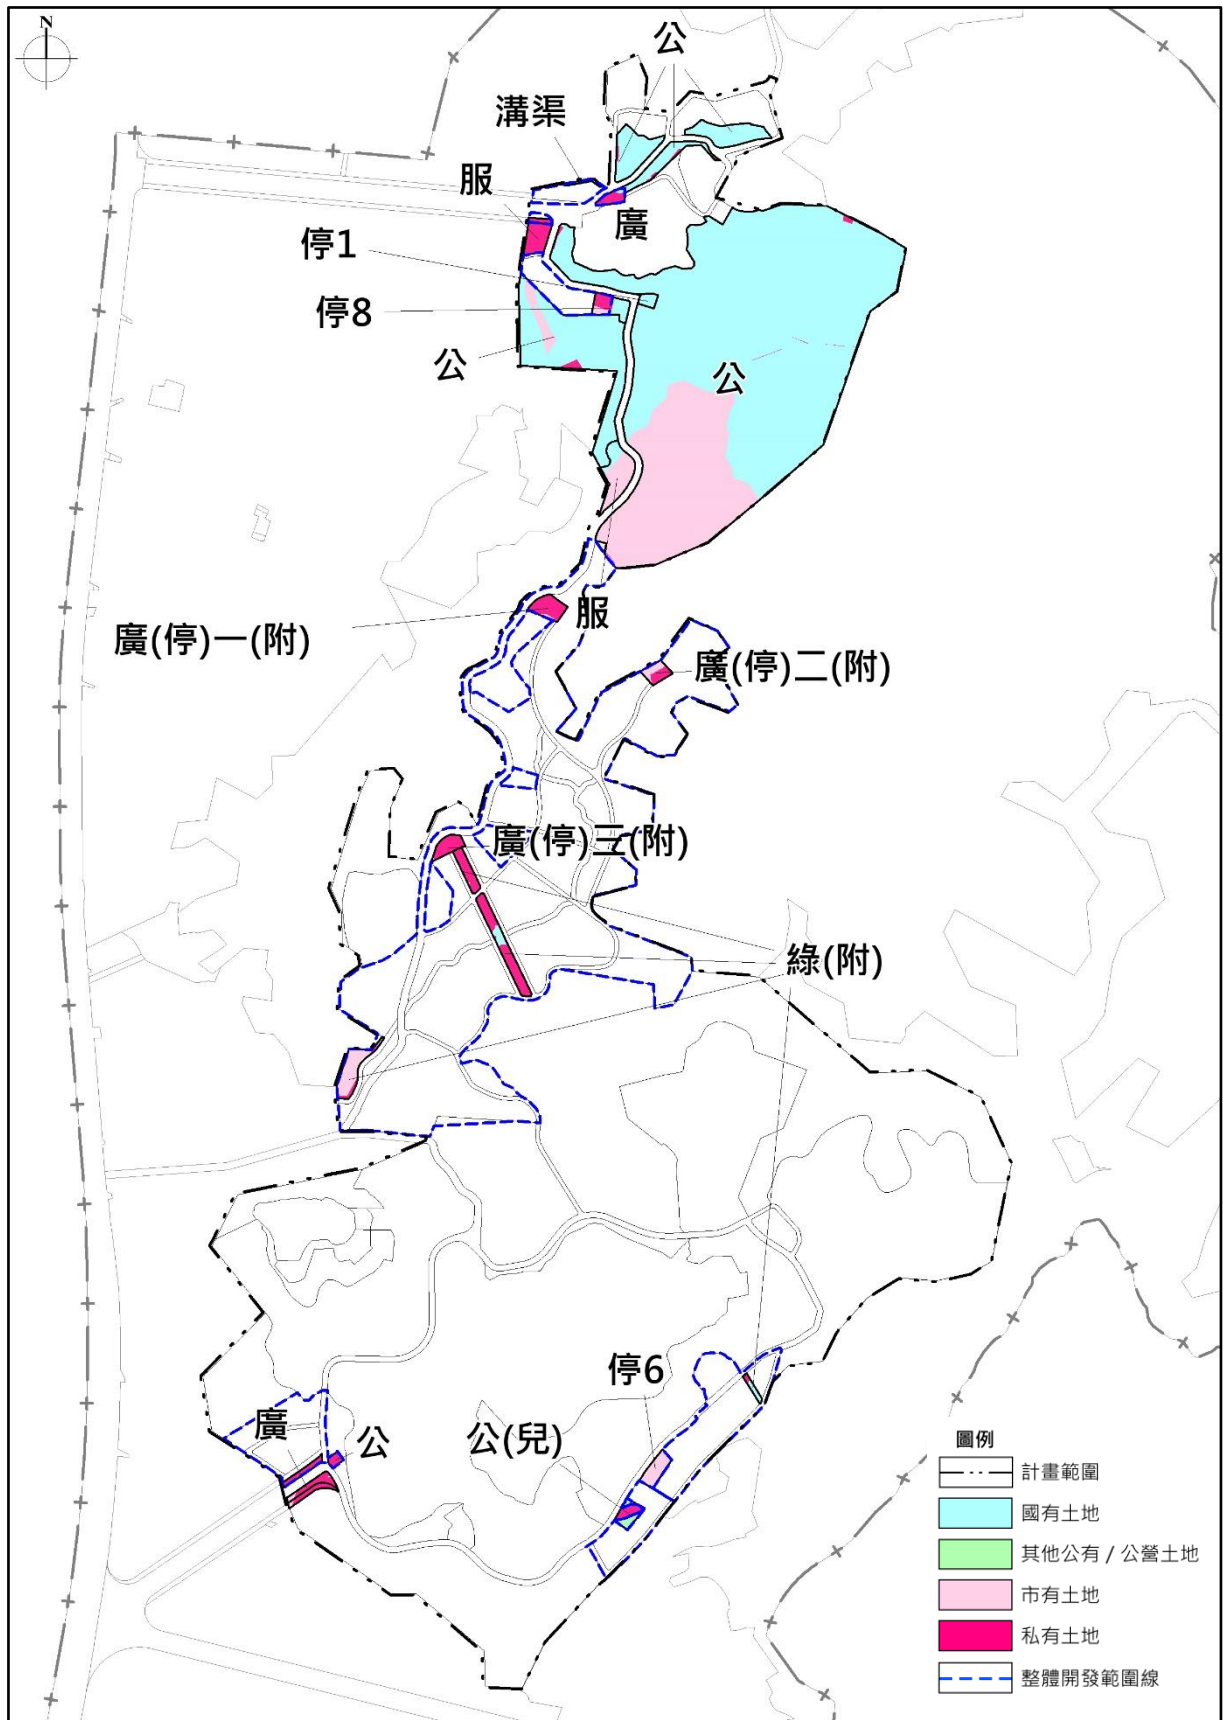 N
公
溝渠
服
廣
停1
停8
公
公
服
廣(停)一(附)
廣(停)二(附)
廣(停)三(附)
綠(附)
停6
廣
公
公(兒)
圖例
計畫範圍
國有土地
其他公有 / 公營土地
市有土地
私有土地
整體開發範圍線